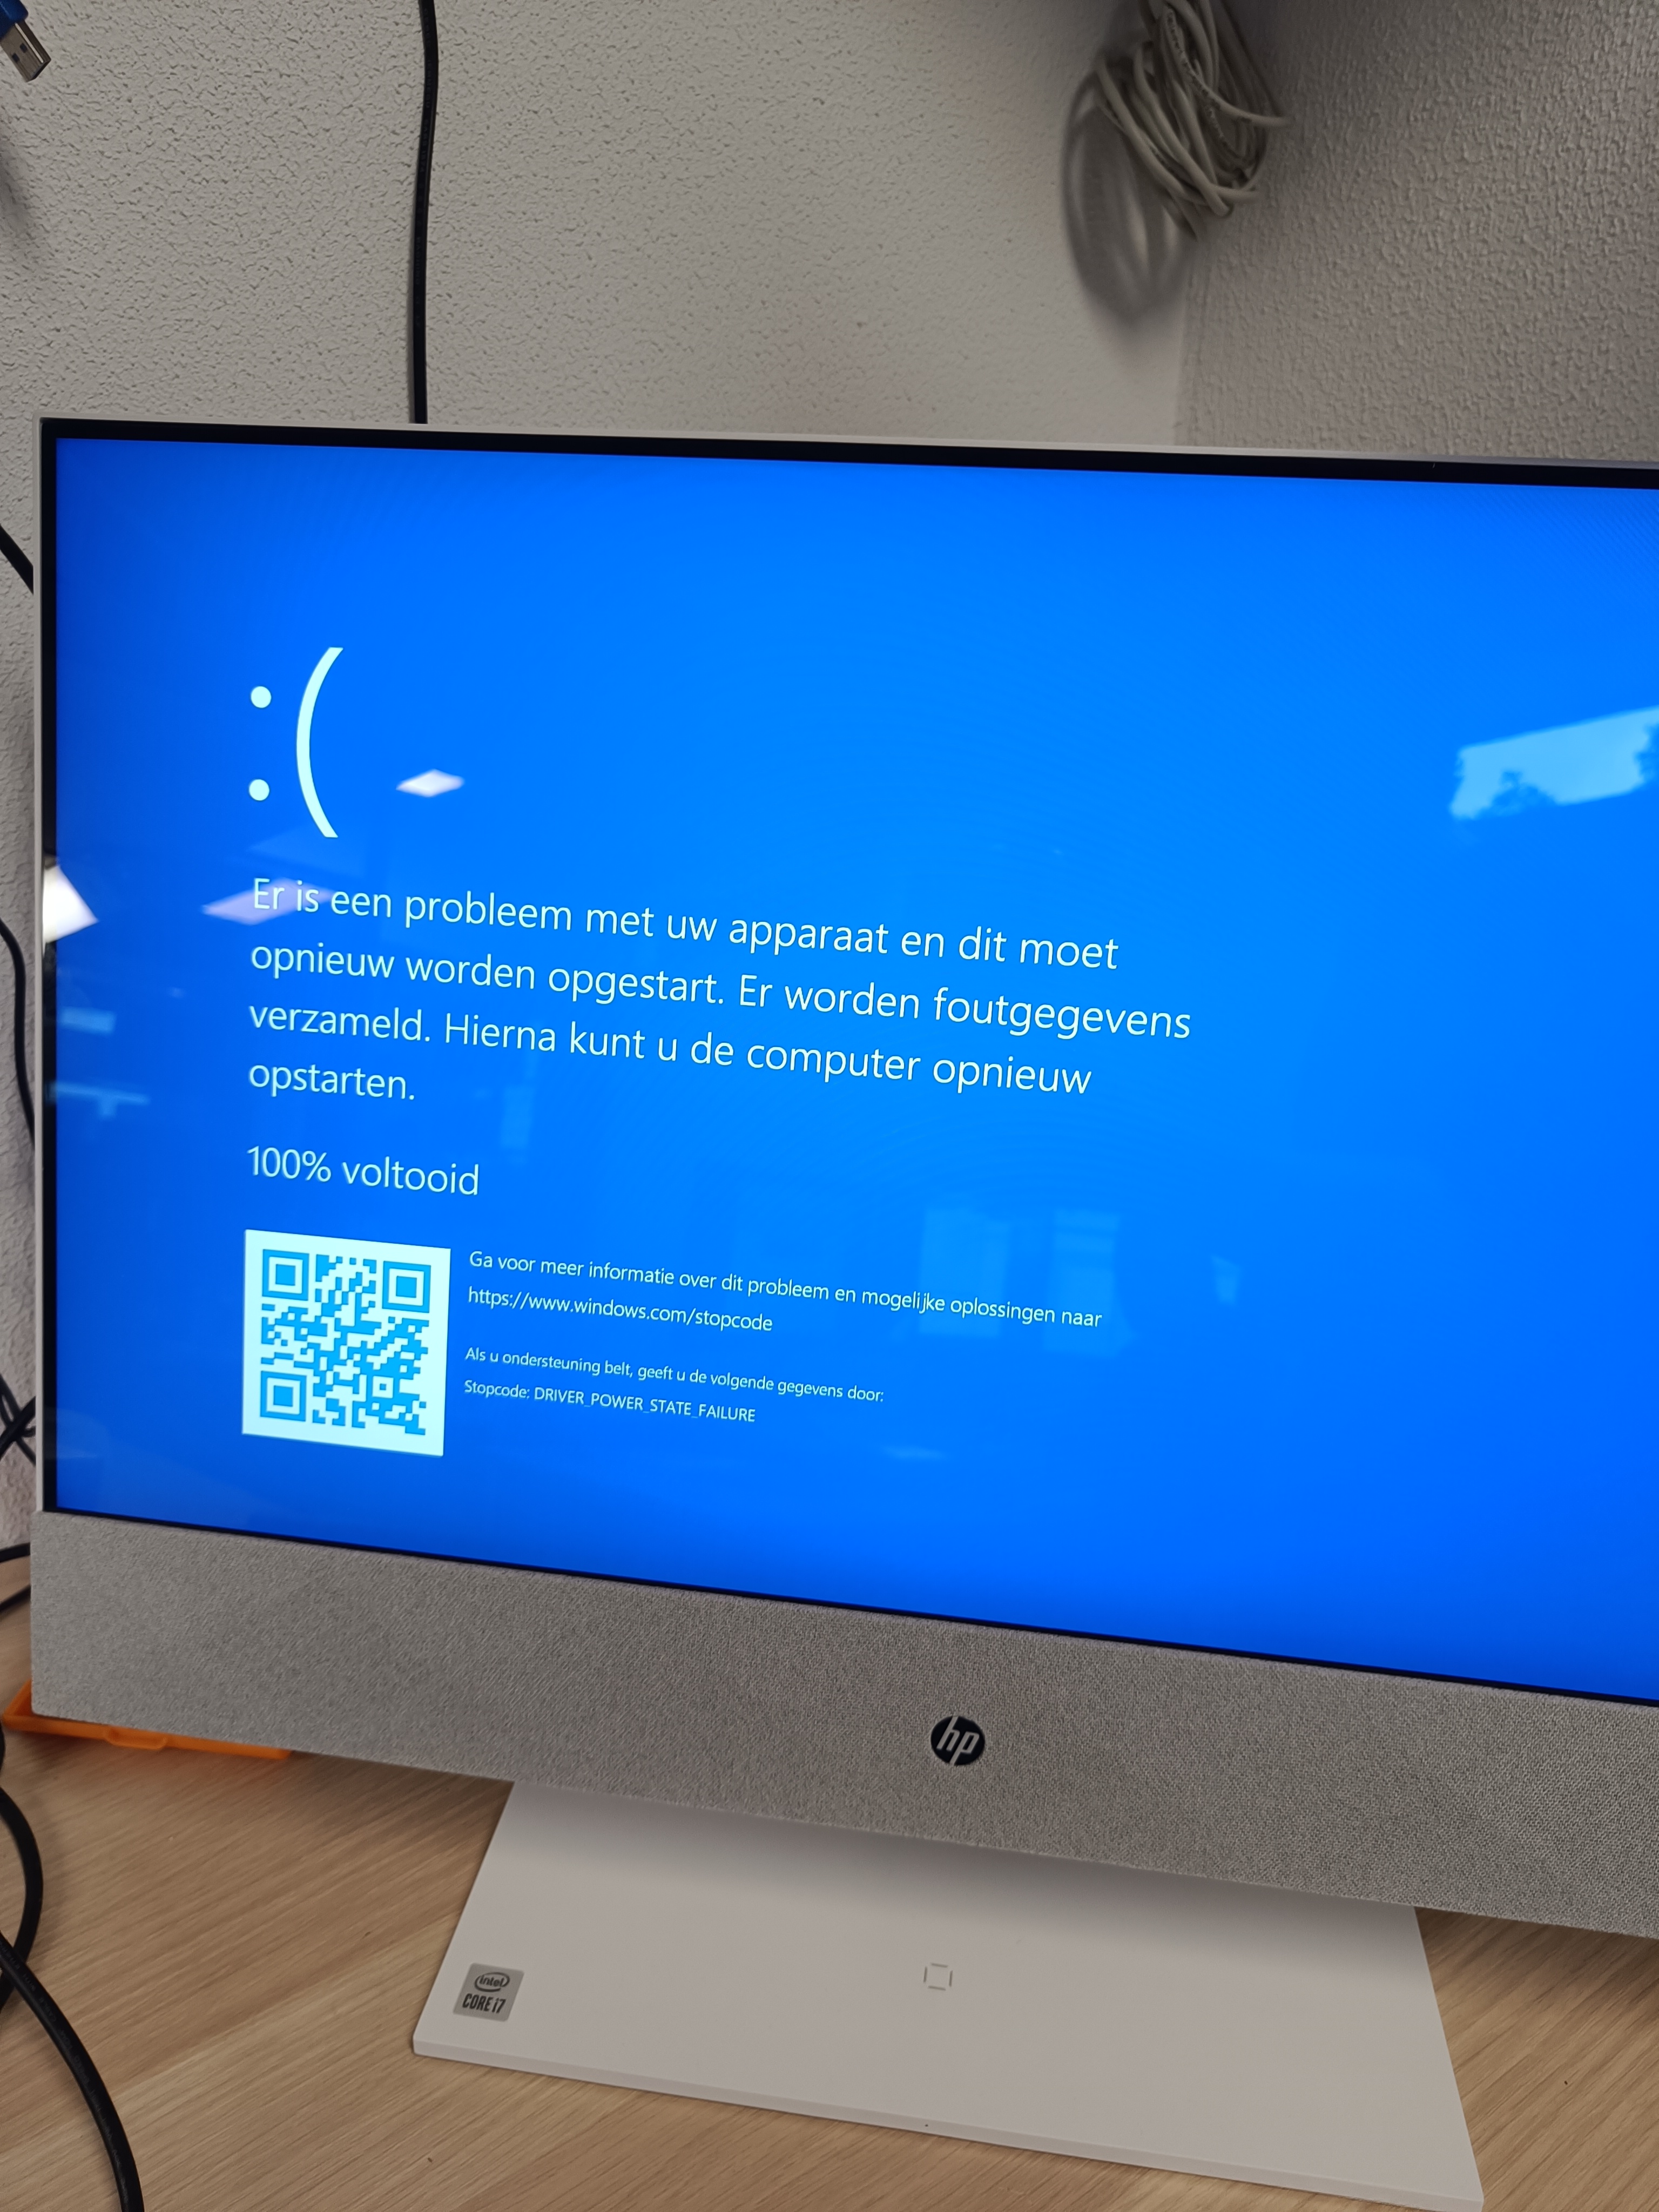 :(
Er is een probleem met uw apparaat en dit moet
opnieuw worden opgestart. Er worden foutgegevens
verzameld. Hierna kunt u de computer opnieuw
opstarten.
100% voltooid
Ga voor meer informatie over dit probleem en mogelijke oplossingen naar
https://www.windows.com/stopcode
Als u ondersteuning belt, geeft u de volgende gegevens door:
Stopcode: DRIVER_POWER_STATE_FAILURE
hp
intel
CORE i7